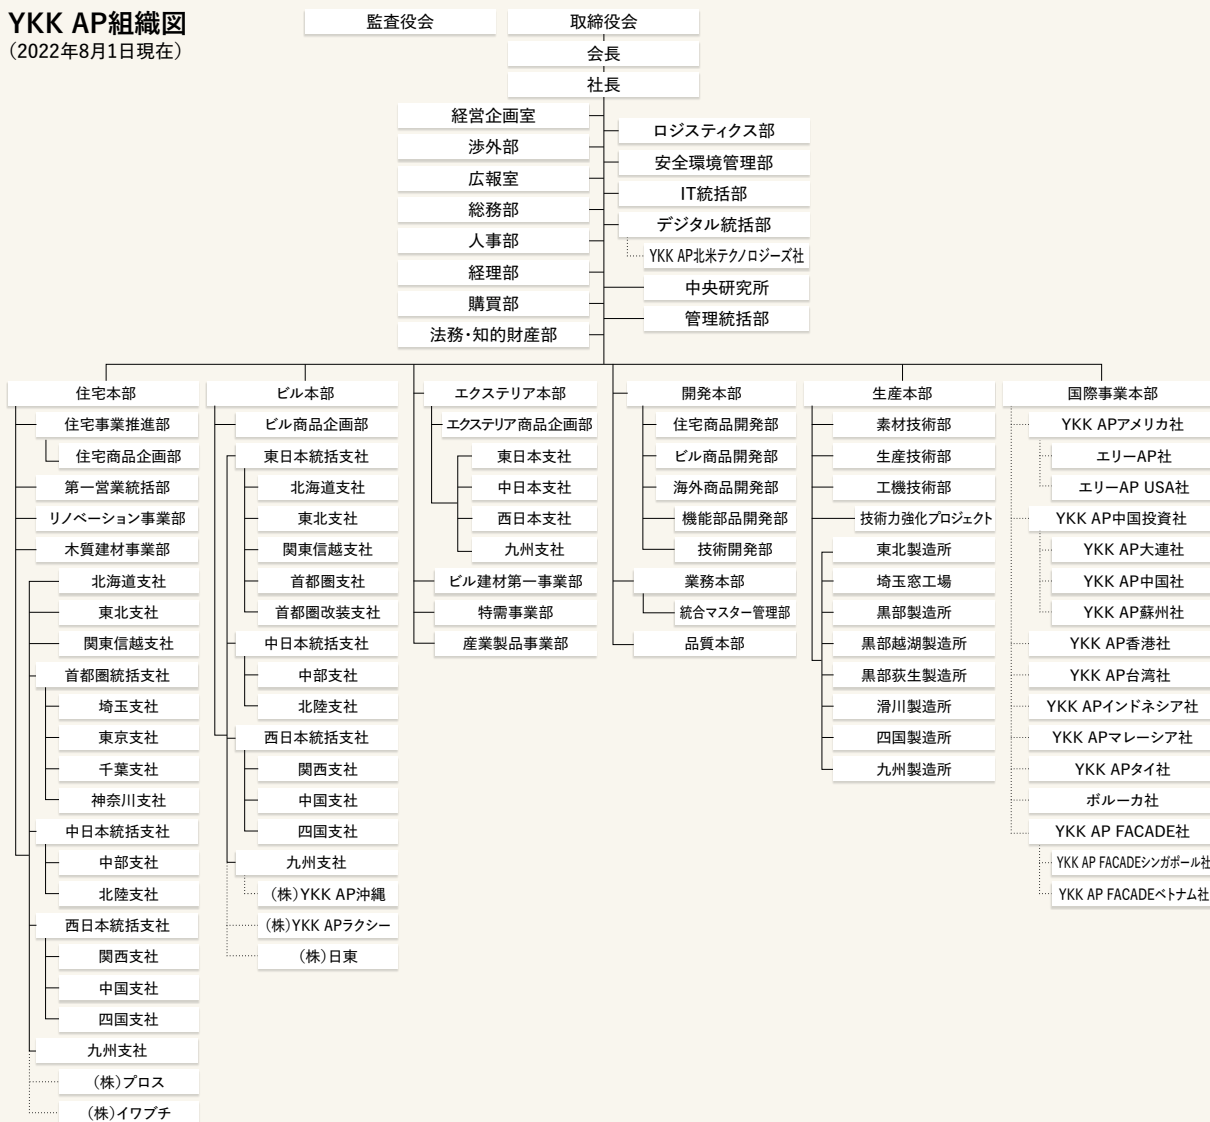 YKK AP組織図
（2022年8月1日現在）
監査役会
取締役会
会長
社長
経営企画室
渉外部
広報室
総務部
人事部
経理部
購買部
法務・知的財産部
ロジスティクス部
安全環境管理部
IT統括部
デジタル統括部
YKK AP北米テクノロジーズ社
中央研究所
管理統括部
住宅本部
住宅事業推進部
住宅商品企画部
第一営業統括部
リノベーション事業部
木質建材事業部
北海道支社
東北支社
関東信越支社
首都圏統括支社
埼玉支社
東京支社
千葉支社
神奈川支社
中日本統括支社
中部支社
北陸支社
西日本統括支社
関西支社
中国支社
四国支社
九州支社
（株）プロス
（株）イワブチ
ビル本部
ビル商品企画部
東日本統括支社
北海道支社
東北支社
関東信越支社
首都圏支社
首都圏改装支社
中日本統括支社
中部支社
北陸支社
西日本統括支社
関西支社
中国支社
四国支社
九州支社
（株）YKK AP沖縄
（株）YKK APラクシー
（株）日東
エクステリア本部
エクステリア商品企画部
東日本支社
中日本支社
西日本支社
九州支社
ビル建材第一事業部
特需事業部
産業製品事業部
開発本部
住宅商品開発部
ビル商品開発部
海外商品開発部
機能部品開発部
技術開発部
業務本部
統合マスター管理部
品質本部
生産本部
素材技術部
生産技術部
工機技術部
技術力強化プロジェクト
東北製造所
埼玉窓工場
黒部製造所
黒部越湖製造所
黒部荻生製造所
滑川製造所
四国製造所
九州製造所
国際事業本部
YKK APアメリカ社
エリーAP社
エリーAP USA社
YKK AP中国投資社
YKK AP大連社
YKK AP中国社
YKK AP蘇州社
YKK AP香港社
YKK AP台湾社
YKK APインドネシア社
YKK APマレーシア社
YKK APタイ社
ボルーカ社
YKK AP FACADE社
YKK AP FACADEシンガポール社
YKK AP FACADEベトナム社